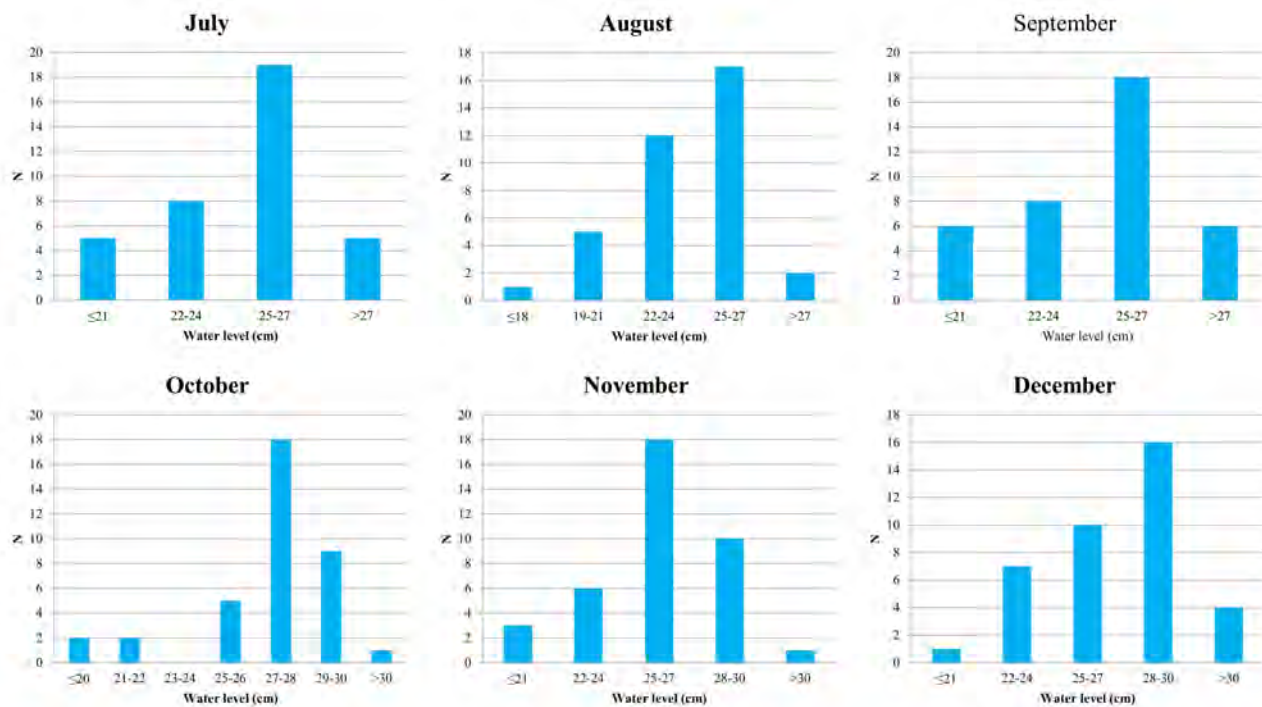 July
20
18
16
14
12
10
8
6
4
2
0
N
≤21 22-24 25-27 >27
Water level (cm)
August
18
16
14
12
10
8
6
4
2
0
N
≤18 19-21 22-24 25-27 >27
Water level (cm)
September
20
18
16
14
12
10
8
6
4
2
0
N
≤21 22-24 25-27 >27
Water level (cm)
October
20
18
16
14
12
10
8
6
4
2
0
N
≤20 21-22 23-24 25-26 27-28 29-30 >30
Water level (cm)
November
20
18
16
14
12
10
8
6
4
2
0
N
≤21 22-24 25-27 28-30 >30
Water level (cm)
December
18
16
14
12
10
8
6
4
2
0
N
≤21 22-24 25-27 28-30 >30
Water level (cm)